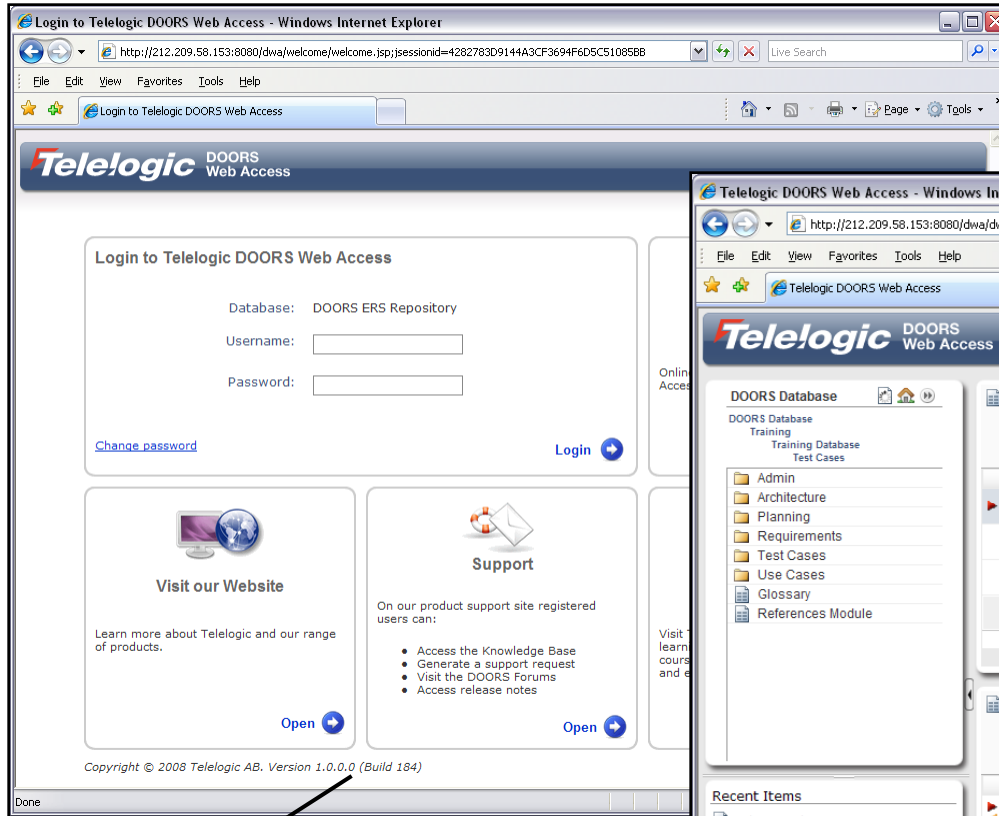 Login to Telelogic DOORS Web Access - Windows Internet Explorer
http://212.209.58.153:8080/dwa/welcome/welcome.jsp;jsessionid=4282783D9144A3CF3694F6D5C51085BB
Live Search
File Edit View Favorites Tools Help
Login to Telelogic DOORS Web Access
Page Tools
Telelogic DOORS
Web Access
Login to Telelogic DOORS Web Access
Database: DOORS ERS Repository
Username:
Password:
Change password
Login
Onlin
Acces
Visit our Website
Learn more about Telelogic and our range
of products.
Open
Support
On our product support site registered
users can:
• Access the Knowledge Base
• Generate a support request
• Visit the DOORS Forums
• Access release notes
Open
Visit
learni
cours
and e
Copyright © 2008 Telelogic AB. Version 1.0.0.0 (Build 184)
Done
Telelogic DOORS Web Access - Windows In
http://212.209.58.153:8080/dwa/dw
File Edit View Favorites Tools Help
Telelogic DOORS Web Access
Telelogic DOORS
Web Access
DOORS Database
DOORS Database
Training
Training Database
Test Cases
Admin
Architecture
Planning
Requirements
Test Cases
Use Cases
Glossary
References Module
Recent Items